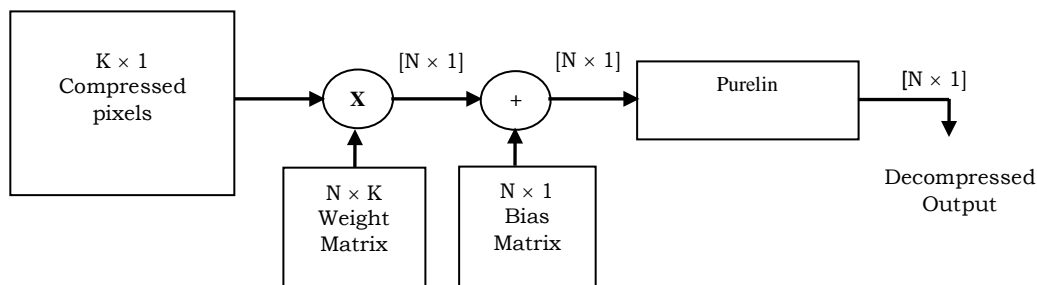 K × 1
Compressed
pixels
X
[N × 1]
+
[N × 1]
Purelin
[N × 1]
Decompressed
Output
N × K
Weight
Matrix
N × 1
Bias
Matrix